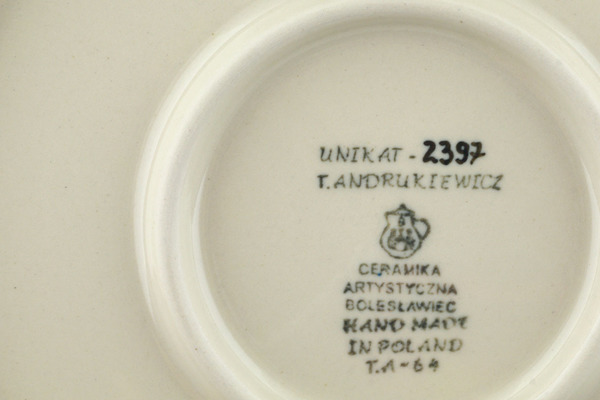 UNIKAT - 2397
T. ANDRUKIEWICZ
CERAMIKA
ARTYSTYCZNA
BOLESŁAWIEC
HAND MADE
IN POLAND
T.A-64